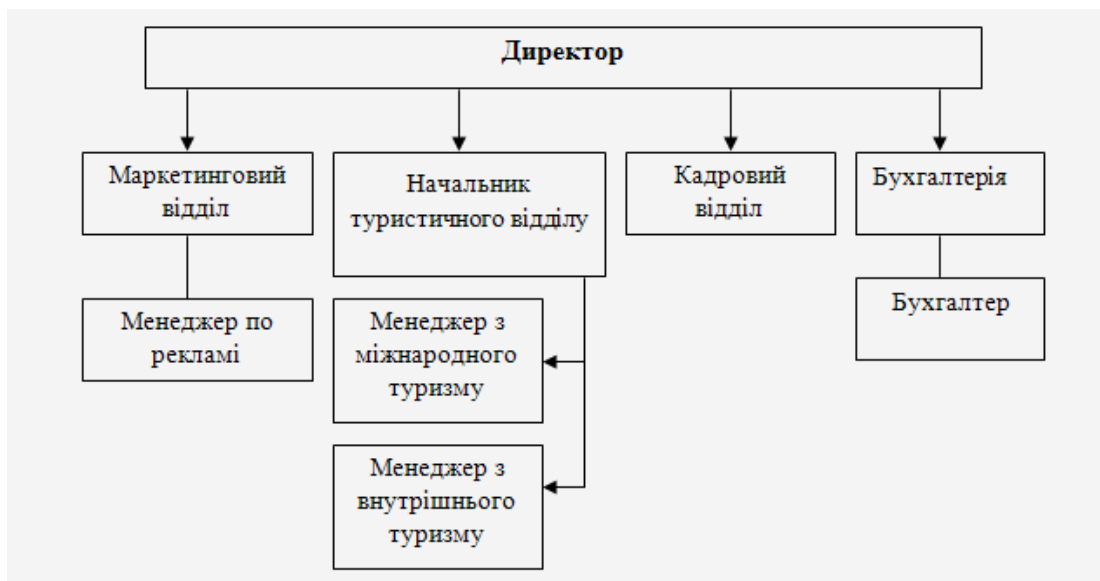 Директор
Маркетинговий
відділ
Начальник
туристичного відділу
Кадровий
відділ
Бухгалтерія
Менеджер по
рекламі
Менеджер з
міжнародного
туризму
Бухгалтер
Менеджер з
внутрішнього
туризму